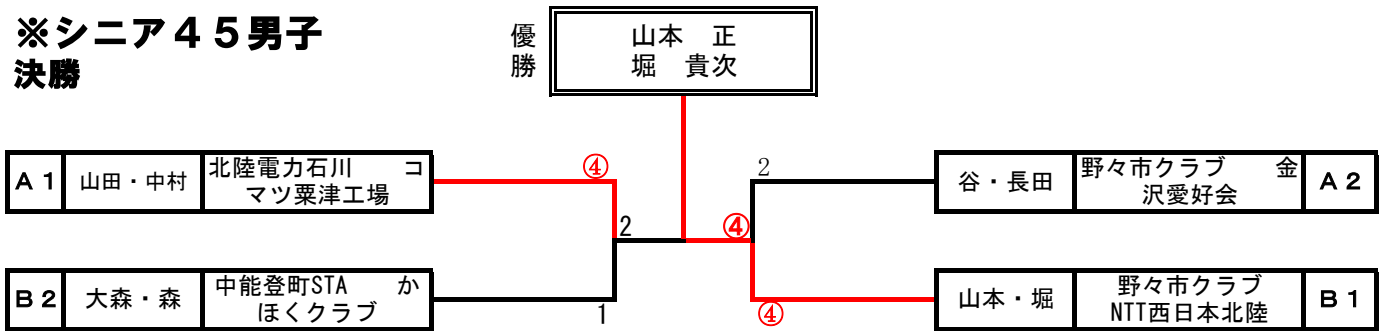 ※シニア４５男子
決勝
優勝
山本　正
堀　貴次
A 1
山田・中村
北陸電力石川　　コ
マツ粟津工場
④
2
谷・長田
野々市クラブ　　金
沢愛好会
A 2
2
④
B 2
大森・森
中能登町STA　　か
ほくクラブ
1
④
山本・堀
野々市クラブ
NTT西日本北陸
B 1